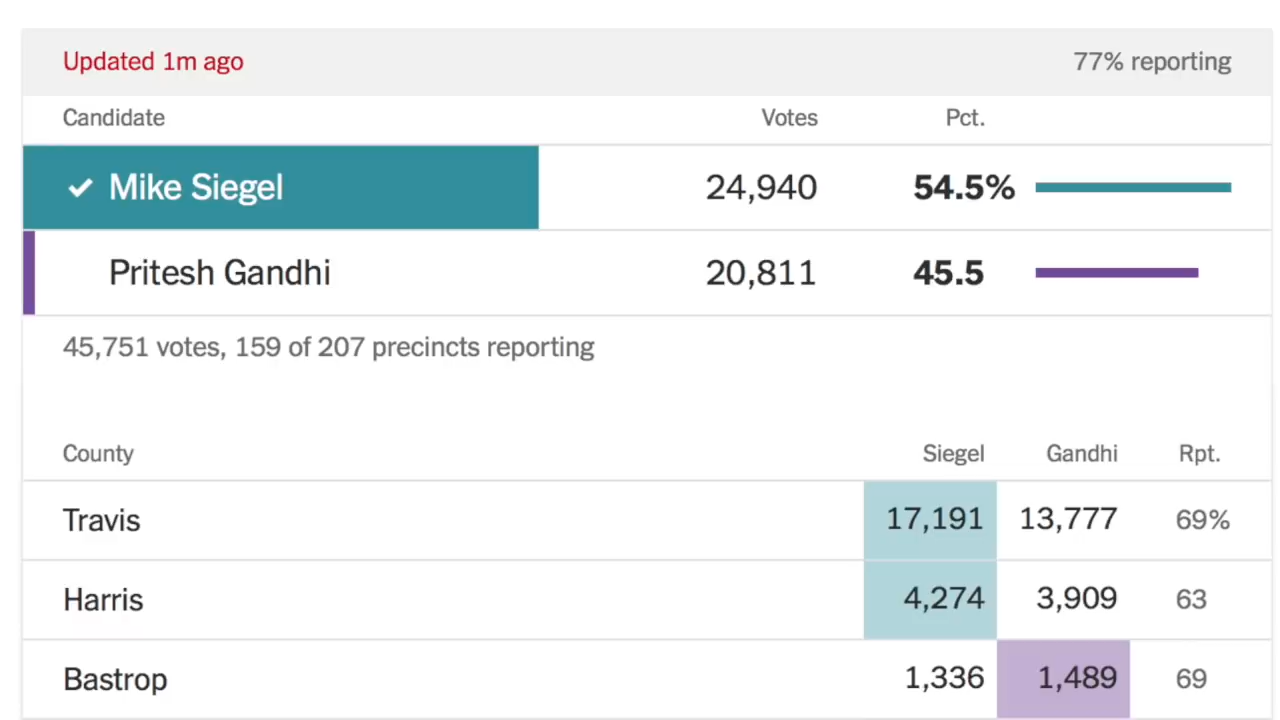 Updated 1m ago 77% reporting
Candidate Votes Pct.
✓ Mike Siegel 24,940 54.5%
Pritesh Gandhi 20,811 45.5
45,751 votes, 159 of 207 precincts reporting
County Siegel Gandhi Rpt.
Travis 17,191 13,777 69%
Harris 4,274 3,909 63
Bastrop 1,336 1,489 69